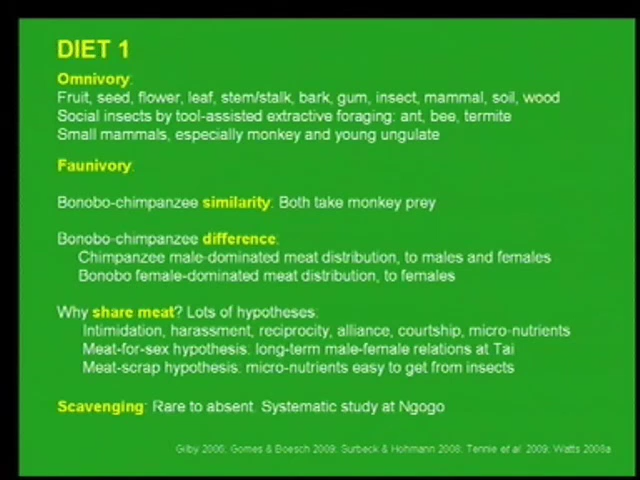 DIET 1
Omnivory:
Fruit, seed, flower, leaf, stem/stalk, bark, gum, insect, mammal, soil, wood
Social insects by tool-assisted extractive foraging: ant, bee, termite
Small mammals, especially monkey and young ungulate
Faunivory:
Bonobo-chimpanzee similarity: Both take monkey prey
Bonobo-chimpanzee difference:
Chimpanzee male-dominated meat distribution, to males and females
Bonobo female-dominated meat distribution, to females
Why share meat? Lots of hypotheses:
Intimidation, harassment, reciprocity, alliance, courtship, micro-nutrients
Meat-for-sex hypothesis: long-term male-female relations at Tai
Meat-scrap hypothesis: micro-nutrients easy to get from insects
Scavenging: Rare to absent. Systematic study at Ngogo
Gilby 2006; Gomes & Boesch 2009; Surbeck & Hohmann 2008; Tennie et al. 2009; Watts 2008a